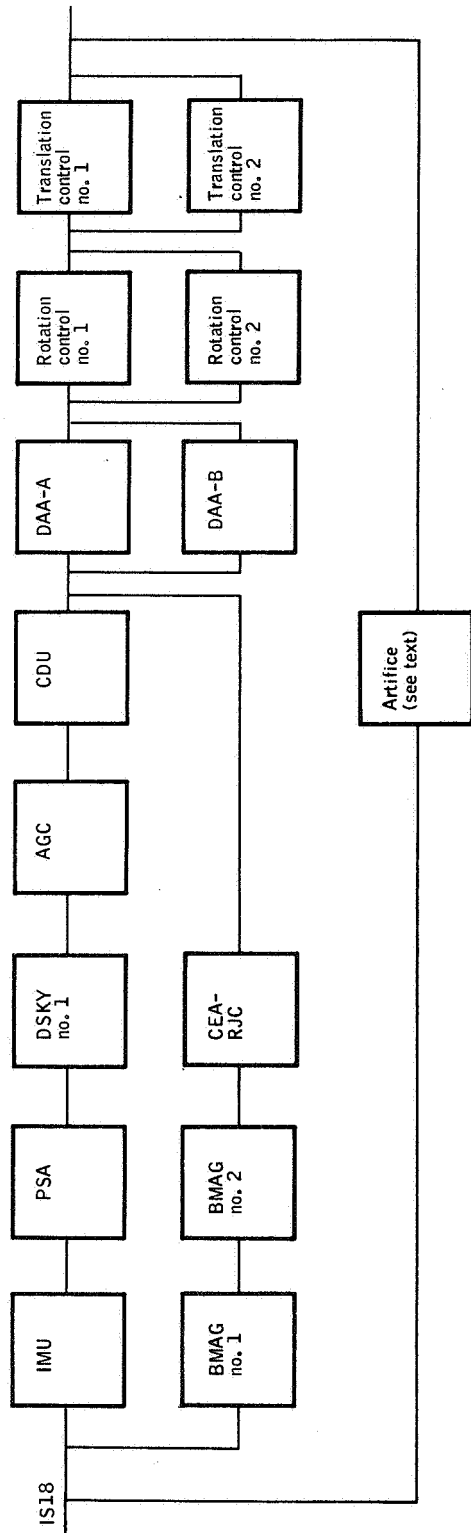 IS18
IMU
PSA
DSKY
no. 1
AGC
CDU
DAA-A
Rotation
control
no. 1
Translation
control
no. 1
BMAG
no. 1
BMAG
no. 2
CEA-
RJC
DAA-B
Rotation
control
no. 2
Translation
control
no. 2
Artifice
(see text)